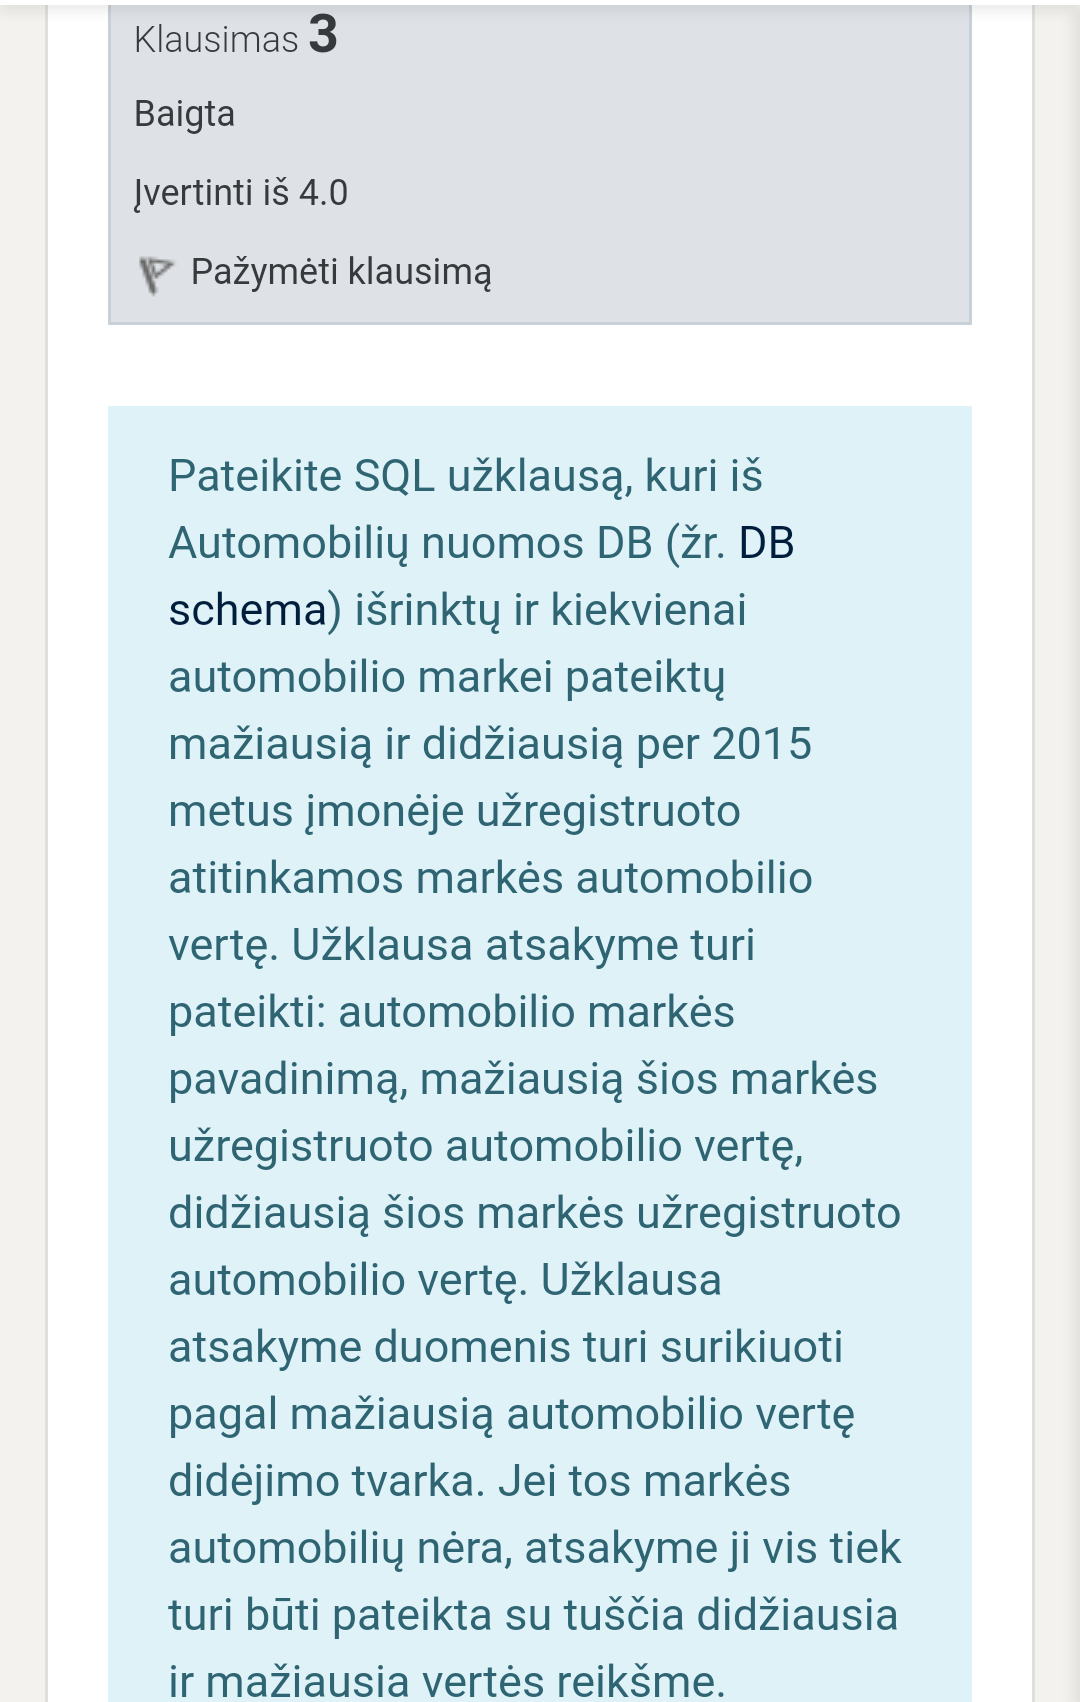 Klausimas 3
Baigta
Įvertinti iš 4.0
Pažymėti klausimą
Pateikite SQL užklausą, kuri iš
Automobilių nuomos DB (žr. DB
schema) išrinktų ir kiekvienai
automobilio markei pateiktų
mažiausią ir didžiausią per 2015
metus įmonėje užregistruoto
atitinkamos markės automobilio
vertę. Užklausa atsakyme turi
pateikti: automobilio markės
pavadinimą, mažiausią šios markės
užregistruoto automobilio vertę,
didžiausią šios markės užregistruoto
automobilio vertę. Užklausa
atsakyme duomenis turi surikiuoti
pagal mažiausią automobilio vertę
didėjimo tvarka. Jei tos markės
automobilių nėra, atsakyme ji vis tiek
turi būti pateikta su tuščia didžiausia
ir mažiausia vertės reikšme.